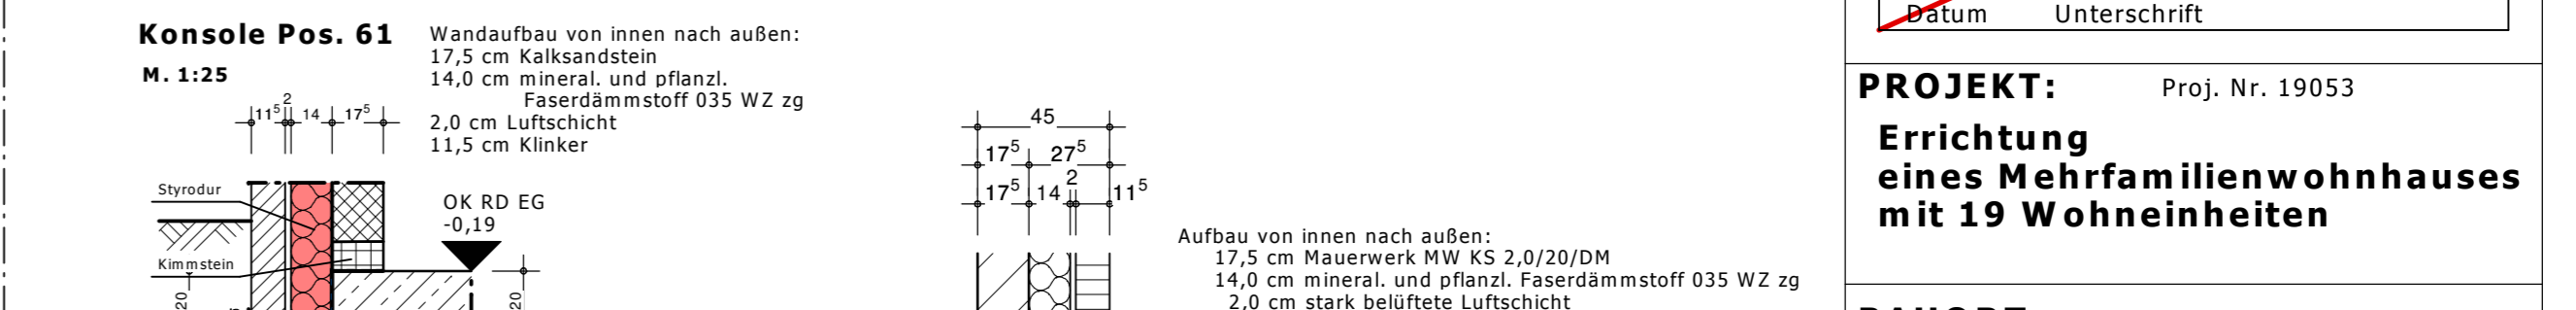 Konsole Pos. 61
M. 1:25
Wandaufbau von innen nach außen:
17,5 cm Kalksandstein
14,0 cm mineral. und pflanzl.
Faserdämmstoff 035 WZ zg
2,0 cm Luftschicht
11,5 cm Klinker
11⁵ 2 14 17⁵
Styrodur
Kimmstein
20
OK RD EG
-0,19
20
45
17⁵ 27⁵
17⁵ 14 2 11⁵
Aufbau von innen nach außen:
17,5 cm Mauerwerk MW KS 2,0/20/DM
14,0 cm mineral. und pflanzl. Faserdämmstoff 035 WZ zg
2,0 cm stark belüftete Luftschicht
Datum Unterschrift
PROJEKT: Proj. Nr. 19053
Errichtung
eines Mehrfamilienwohnhauses
mit 19 Wohneinheiten